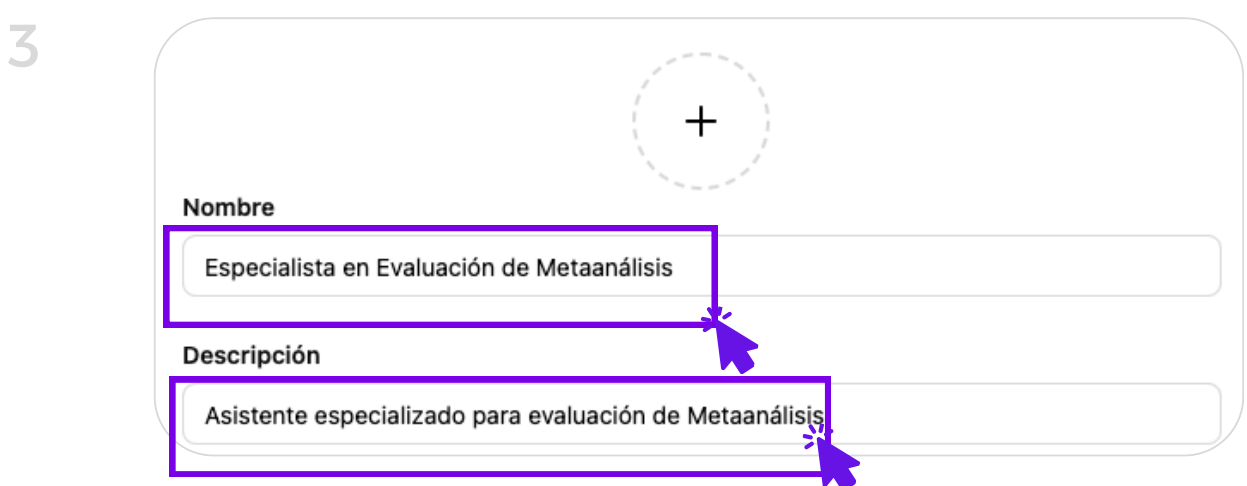 3
+
Nombre
Especialista en Evaluación de Metaanálisis
Descripción
Asistente especializado para evaluación de Metaanálisis